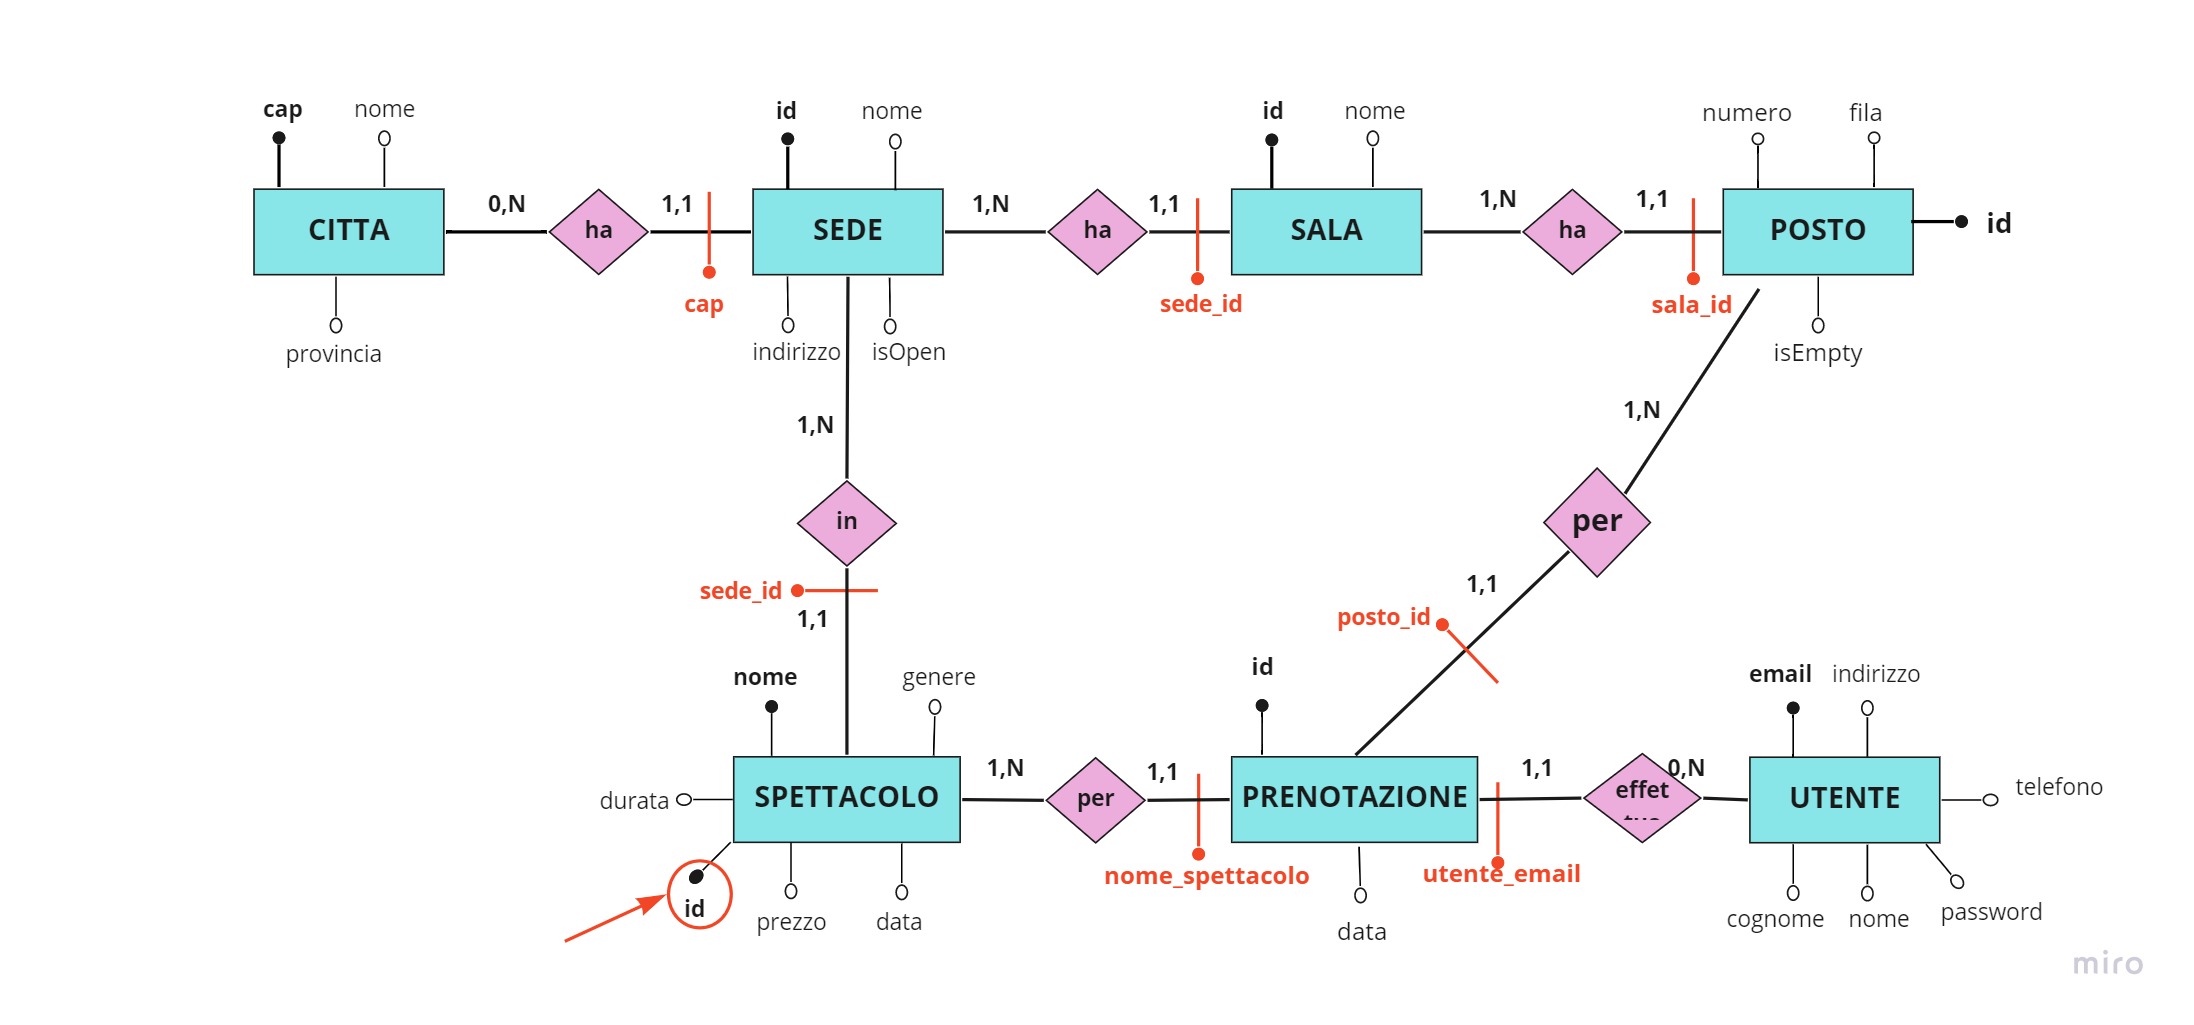 cap
nome
id
nome
id
nome
numero
fila
CITTA
0,N
ha
1,1
SEDE
1,N
ha
1,1
SALA
1,N
ha
1,1
POSTO
id
cap
sede_id
sala_id
provincia
indirizzo
isOpen
isEmpty
1,N
1,N
in
per
sede_id
1,1
1,1
posto_id
nome
genere
id
email
indirizzo
durata
SPETTACOLO
1,N
per
1,1
PRENOTAZIONE
1,1
effet
0,N
UTENTE
telefono
nome_spettacolo
utente_email
id
prezzo
data
data
cognome
nome
password
miro